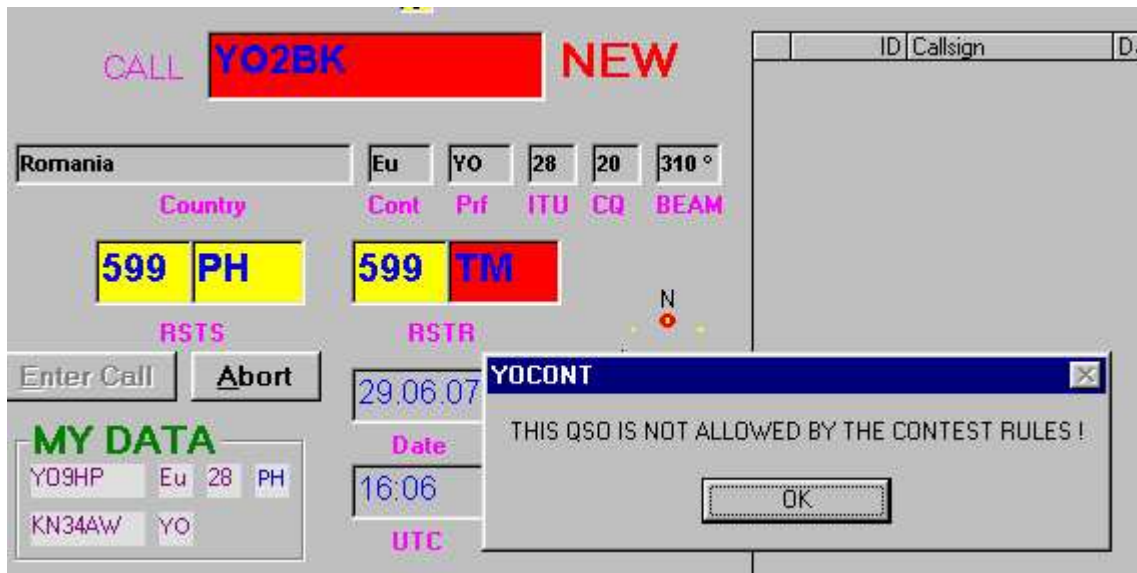 CALL YO2BK NEW
ID Callsign
Romania Eu YO 28 20 310 °
Country Cont Prf ITU CQ BEAM
599 PH 599 TM
N
RSTS RSTR
Enter Call Abort
29.06.07
Date
MY DATA
YO9HP Eu 28 PH
KN34AW YO
16:06
UTC
YOCONT
THIS QSO IS NOT ALLOWED BY THE CONTEST RULES !
OK